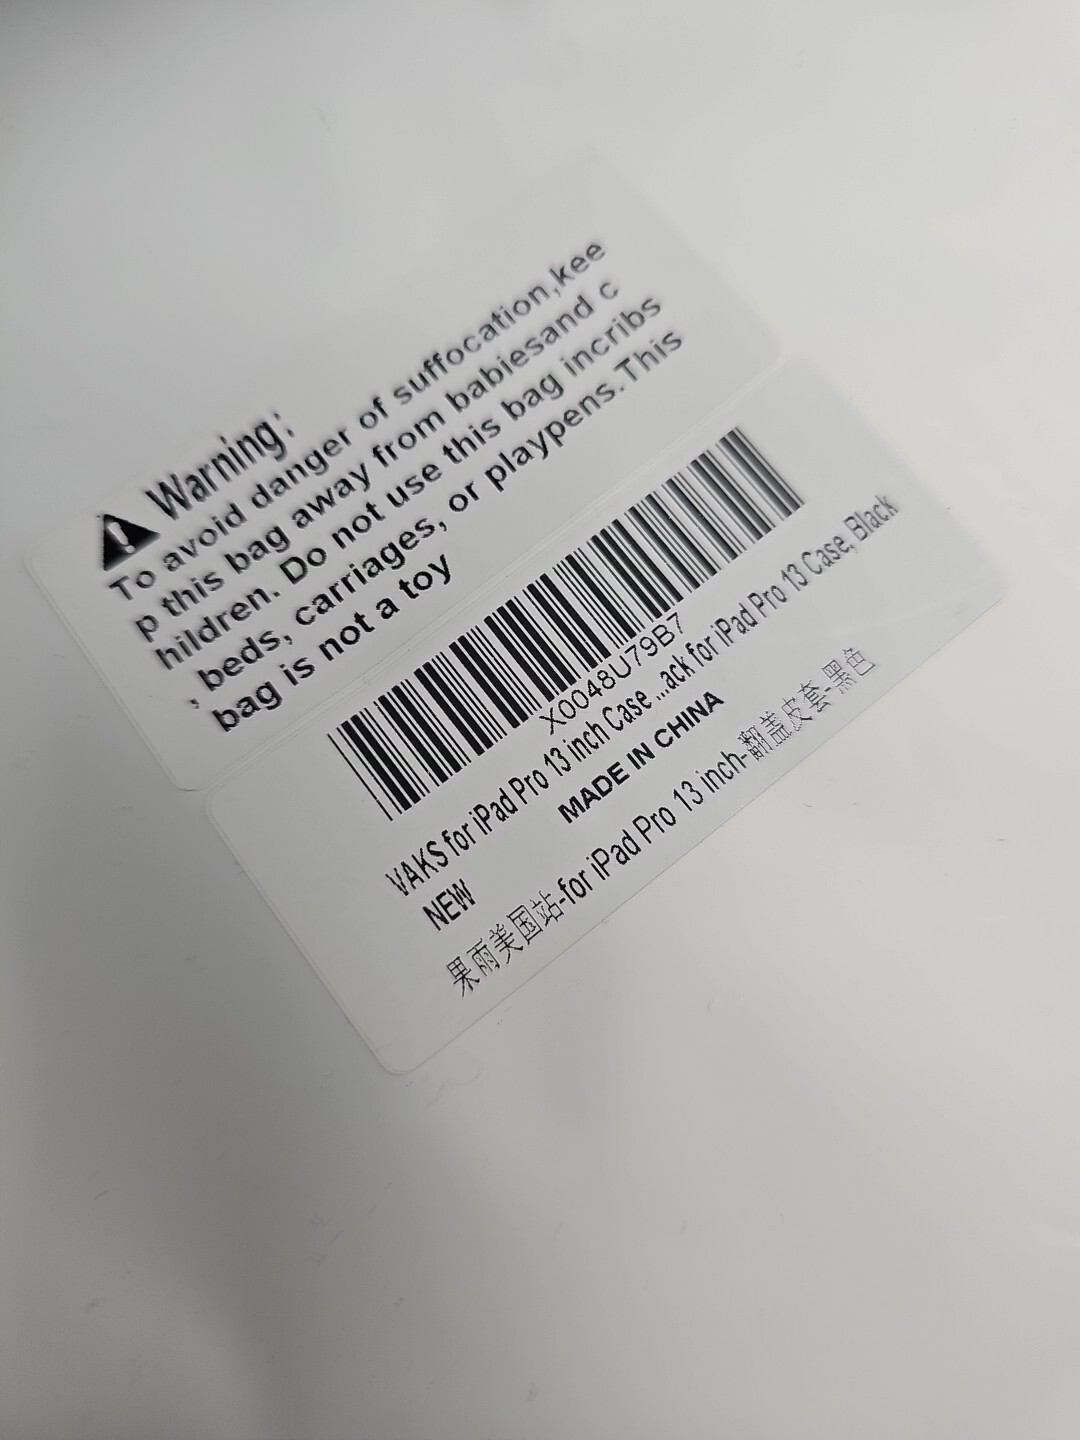 Warning:
To avoid danger of suffocation,kee
p this bag away from babiesand c
hildren. Do not use this bag incribs
, beds, carriages, or playpens.This
bag is not a toy
X0048U79B7
VAKS for iPad Pro 13 inch Case ...ack for iPad Pro 13 Case, Black
NEW
MADE IN CHINA
果雨美国站-for iPad Pro 13 inch-翻盖皮套-黑色